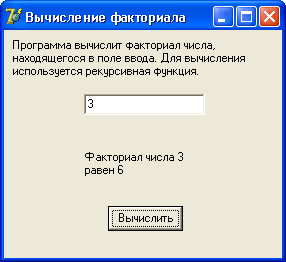 Вычисление факториала
Программа вычислит факториал числа,
находящегося в поле ввода. Для вычисления
используется рекурсивная функция.
3
Факториал числа 3
равен 6
Вычислить